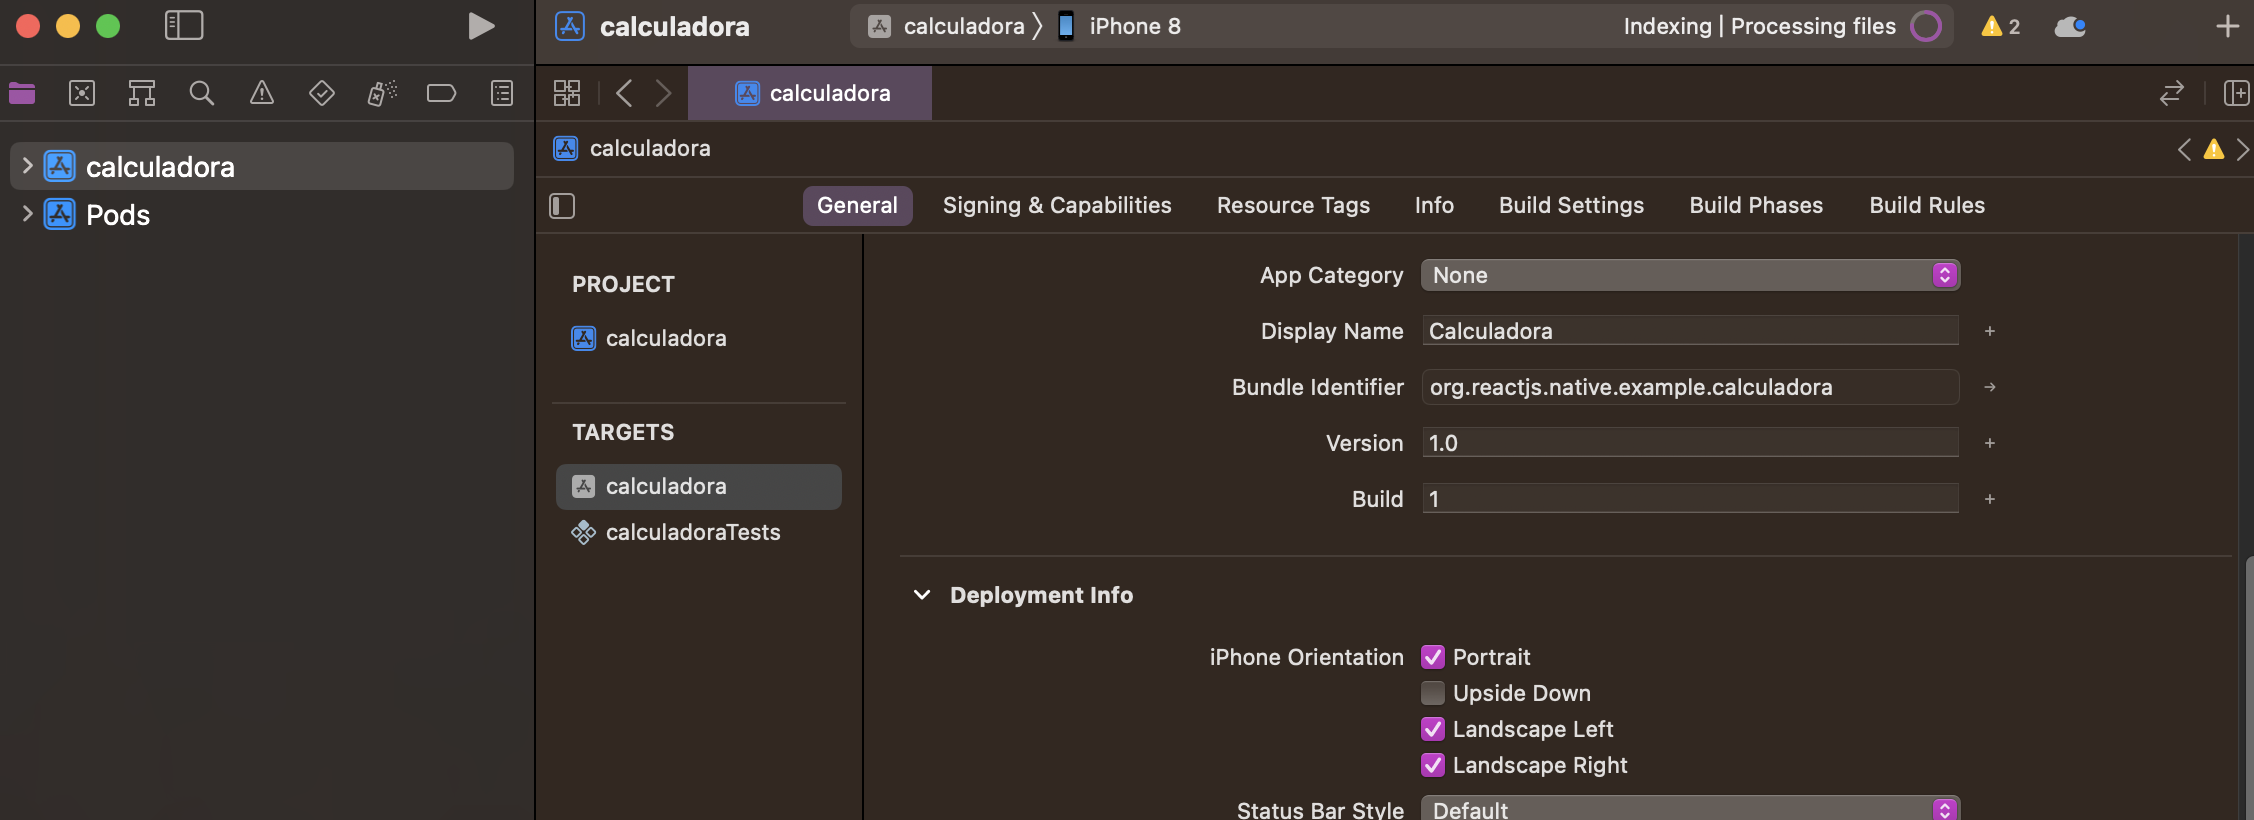 calculadora
calculadora
iPhone 8
Indexing | Processing files
2
calculadora
calculadora
Pods
calculadora
General
Signing & Capabilities
Resource Tags
Info
Build Settings
Build Phases
Build Rules
PROJECT
calculadora
TARGETS
calculadora
calculadoraTests
App Category
None
Display Name
Calculadora
Bundle Identifier
org.reactjs.native.example.calculadora
Version
1.0
Build
1
Deployment Info
iPhone Orientation
Portrait
Upside Down
Landscape Left
Landscape Right
Status Bar Style
Default